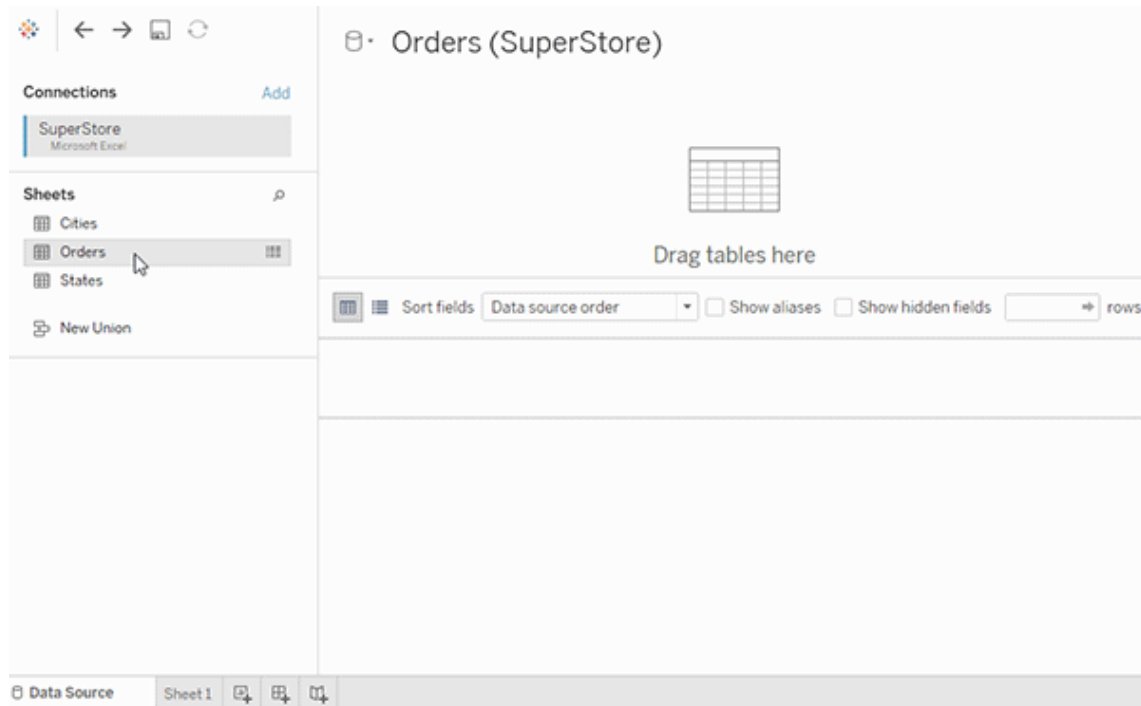 Orders (SuperStore)
Connections
Add
SuperStore
Microsoft Excel
Sheets
Cities
Orders
States
New Union
Drag tables here
Sort fields Data source order Show aliases Show hidden fields rows
Data Source Sheet 1